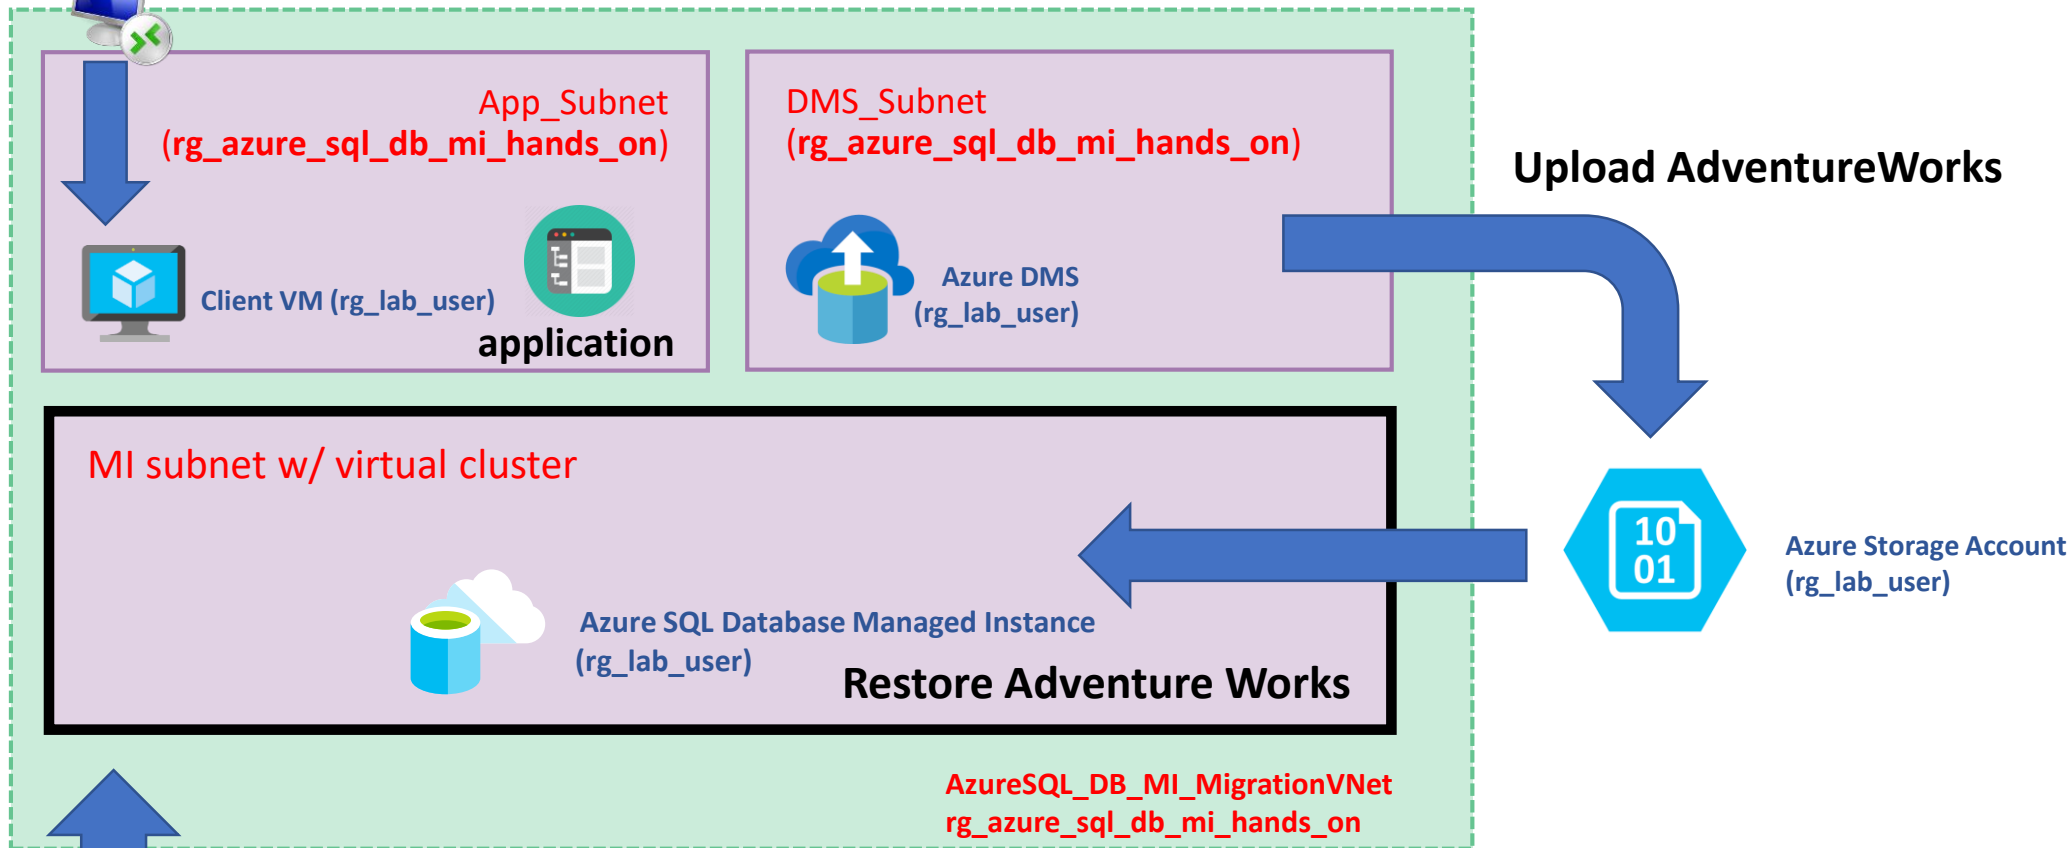 App_Subnet
(rg_azure_sql_db_mi_hands_on)
Client VM (rg_lab_user)
application
DMS_Subnet
(rg_azure_sql_db_mi_hands_on)
Azure DMS
(rg_lab_user)
Upload AdventureWorks
MI subnet w/ virtual cluster
Azure SQL Database Managed Instance
(rg_lab_user)
Restore Adventure Works
10
01
Azure Storage Account
(rg_lab_user)
AzureSQL_DB_MI_MigrationVNet
rg_azure_sql_db_mi_hands_on